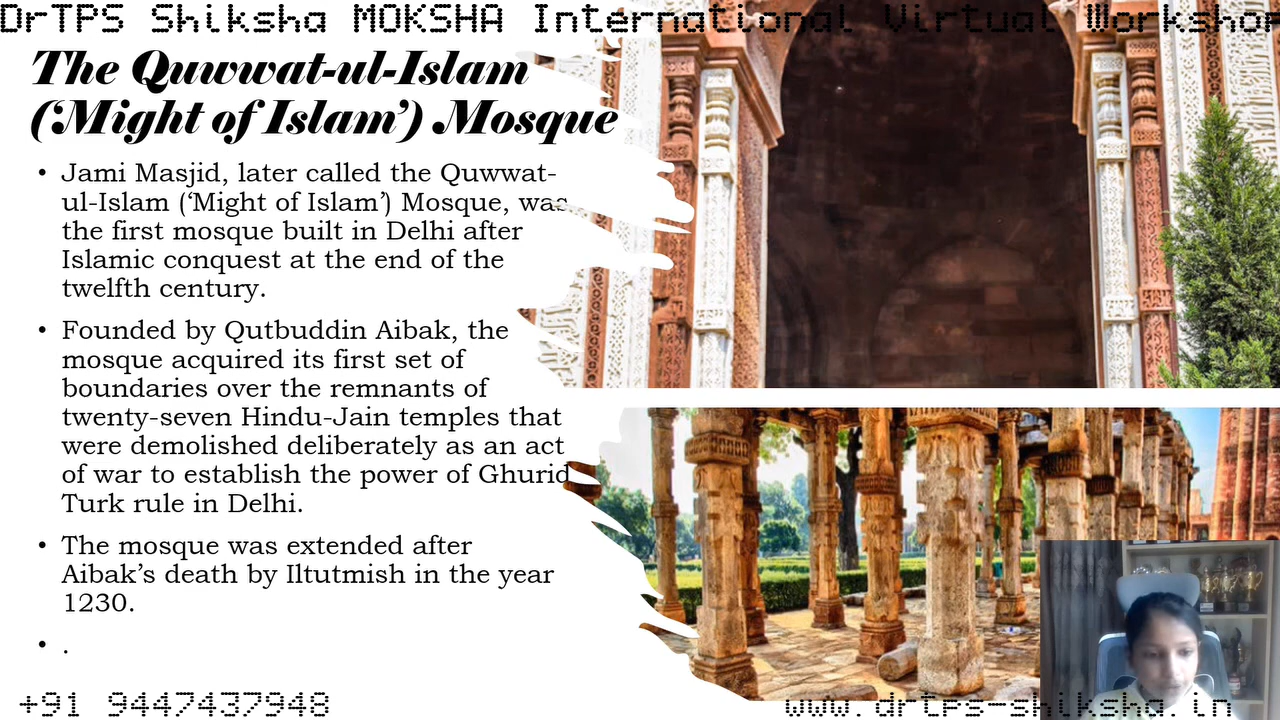 DrTPS Shiksha MOKSHA International Virtual Workshop
The Quwwat-ul-Islam
(‘Might of Islam’) Mosque
• Jami Masjid, later called the Quwwat-
ul-Islam (‘Might of Islam’) Mosque, was
the first mosque built in Delhi after
Islamic conquest at the end of the
twelfth century.
• Founded by Qutbuddin Aibak, the
mosque acquired its first set of
boundaries over the remnants of
twenty-seven Hindu-Jain temples that
were demolished deliberately as an act
of war to establish the power of Ghurid
Turk rule in Delhi.
• The mosque was extended after
Aibak’s death by Iltutmish in the year
1230.
• .
+91 9447437948
www.drtps-shiksha.in